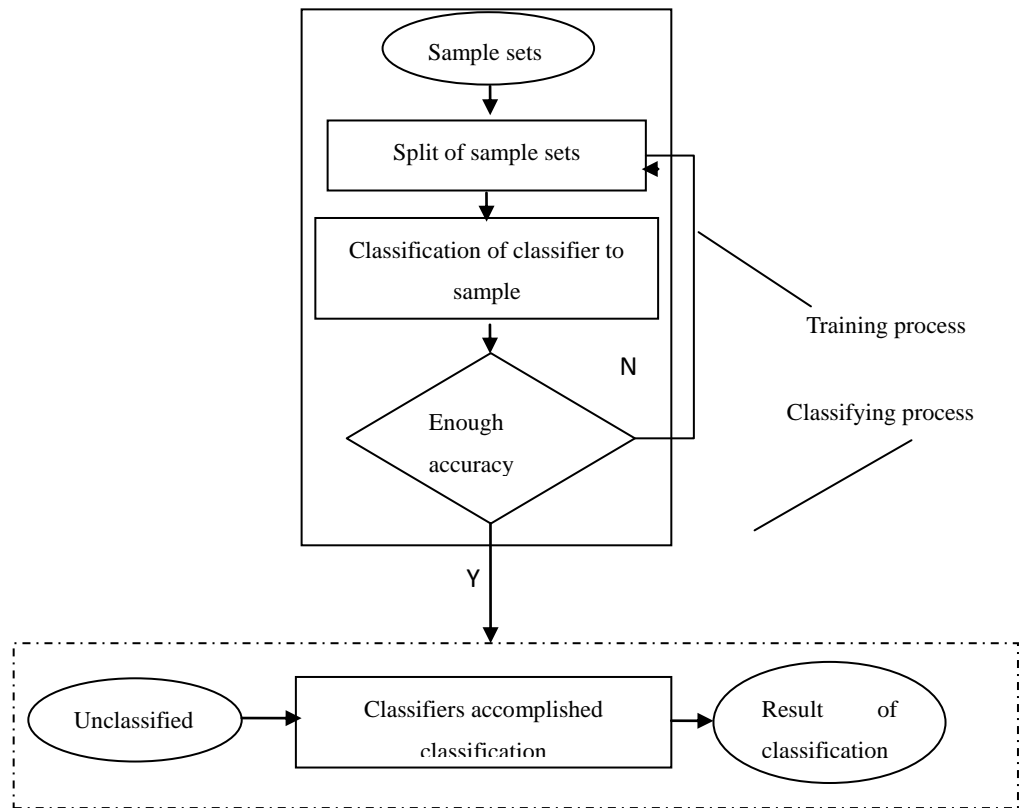 Sample sets
Split of sample sets
Classification of classifier to
sample
N
Training process
Classifying process
Enough
accuracy
Y
Unclassified
Classifiers accomplished
classification
Result of
classification